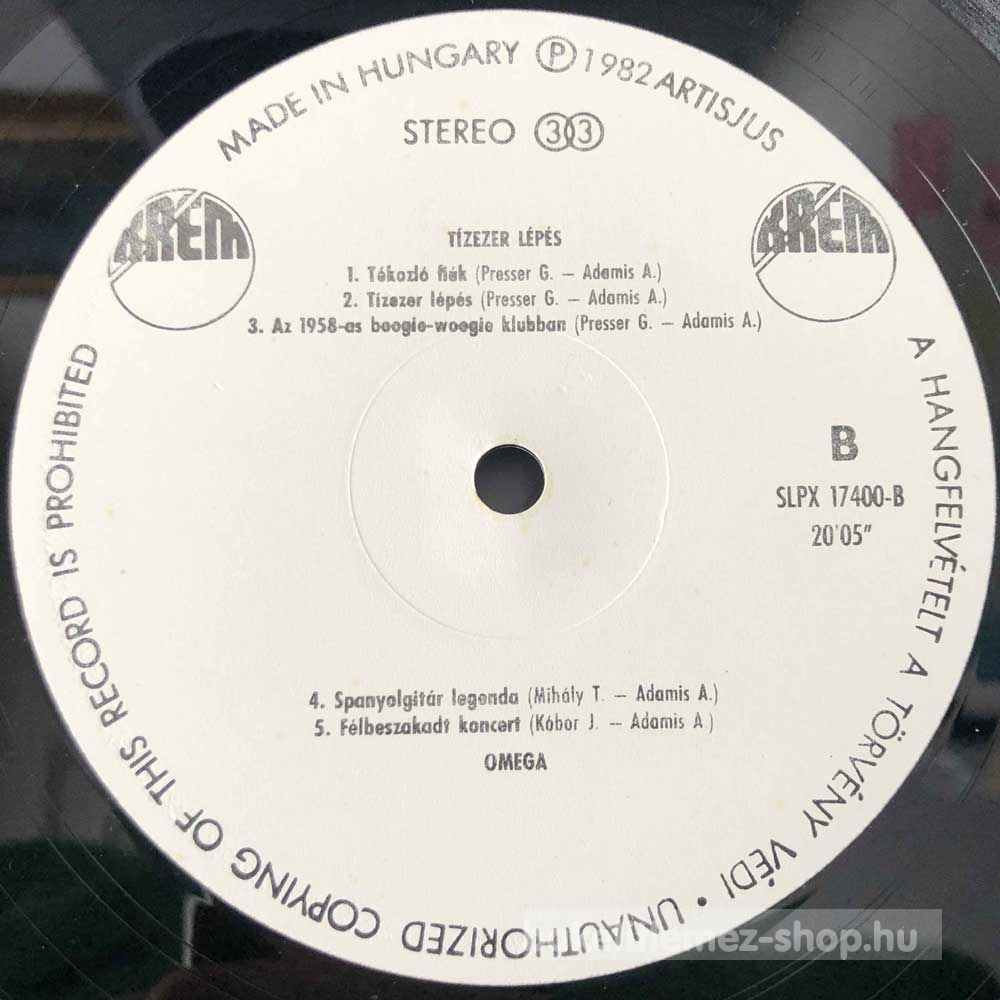 MADE IN HUNGARY Ⓟ 1982 ARTISJUS
STEREO 33
KRÉM
KRÉM
TÍZEZER LÉPÉS
1. Tékozló fiúk (Presser G. – Adamis A.)
2. Tízezer lépés (Presser G. – Adamis A.)
3. Az 1958-as boogie-woogie klubban (Presser G. – Adamis A.)
B
SLPX 17400-B
20'05"
4. Spanyolgitár legenda (Mihály T. – Adamis A.)
5. Félbeszakadt koncert (Kóbor J. – Adamis A.)
OMEGA
A HANGFELVÉTELT A TÖRVÉNY VÉDI • UNAUTHORIZED COPYING OF THIS RECORD IS PROHIBITED
emez-shop.hu